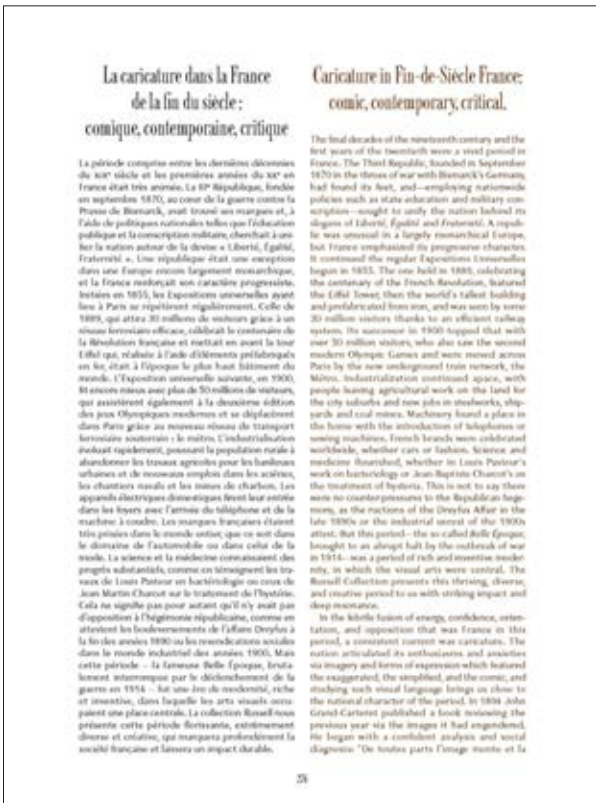 La caricature dans la France
de la fin du siècle :
comique, contemporaine, critique
La période comprise entre les dernières décennies
du XIXᵉ siècle et les premières années du XXᵉ en
France était très animée. La IIIᵉ République, fondée
en septembre 1870, au cœur de la guerre contre la
Prusse de Bismarck, avait trouvé ses marques et, à
l'aide de politiques nationales telles que l'éducation
publique et la conscription militaire, cherchait à uni-
fier la nation autour de la devise « Liberté, Égalité,
Fraternité ». Une république était une exception
dans une Europe encore largement monarchique,
et la France renforçait son caractère progressiste.
Initiées en 1855, les Expositions universelles ayant
lieu à Paris se répétèrent régulièrement. Celle de
1889, qui attira 30 millions de visiteurs grâce à un
réseau ferroviaire efficace, célébrait le centenaire de
la Révolution française et mettait en avant la tour
Eiffel qui, réalisée à l'aide d'éléments préfabriqués
en fer, était à l'époque le plus haut bâtiment du
monde. L'Exposition universelle suivante, en 1900,
fit encore mieux avec plus de 50 millions de visiteurs,
qui assistèrent également à la deuxième édition
des jeux Olympiques modernes et se déplacèrent
dans Paris grâce au nouveau réseau de transport
ferroviaire souterrain : le métro. L'industrialisation
évoluait rapidement, poussant la population rurale à
abandonner les travaux agricoles pour les banlieues
urbaines et de nouveaux emplois dans les aciéries,
les chantiers navals et les mines de charbon. Les
appareils électriques domestiques firent leur entrée
dans les foyers avec l'arrivée du téléphone et de la
machine à coudre. Les marques françaises étaient
très prisées dans le monde entier, que ce soit dans
le domaine de l'automobile ou dans celui de la
mode. La science et la médecine connaissaient des
progrès substantiels, comme en témoignent les tra-
vaux de Louis Pasteur en bactériologie ou ceux de
Jean Martin Charcot sur le traitement de l'hystérie.
Cela ne signifie pas pour autant qu'il n'y avait pas
d'opposition à l'hégémonie républicaine, comme en
attestent les bouleversements de l'affaire Dreyfus à
la fin des années 1890 ou les revendications sociales
dans le monde industriel des années 1900. Mais
cette période – la fameuse Belle Époque, bruta-
lement interrompue par le déclenchement de la
guerre en 1914 – fut une ère de modernité, riche
et inventive, dans laquelle les arts visuels occu-
paient une place centrale. La collection Russell nous
présente cette période florissante, extrêmement
diverse et créative, qui marquera profondément la
société française et laissera un impact durable.
Caricature in Fin-de-Siècle France:
comic, contemporary, critical.
The final decades of the nineteenth century and the
first years of the twentieth were a vivid period in
France. The Third Republic, founded in September
1870 in the throes of war with Bismarck's Germany,
had found its feet, and—employing nationwide
policies such as state education and military con-
scription—sought to unify the nation behind its
slogans of Liberté, Égalité and Fraternité. A repub-
lic was unusual in a largely monarchical Europe,
but France emphasized its progressive character.
It continued the regular Expositions Universelles
begun in 1855. The one held in 1889, celebrating
the centenary of the French Revolution, featured
the Eiffel Tower, then the world's tallest building
and prefabricated from iron, and was seen by some
30 million visitors thanks to an efficient railway
system. Its successor in 1900 topped that with
over 50 million visitors, who also saw the second
modern Olympic Games and were moved across
Paris by the new underground train network, the
Métro. Industrialization continued apace, with
people leaving agricultural work on the land for
the city suburbs and new jobs in steelworks, ship-
yards and coal mines. Machinery found a place in
the home with the introduction of telephones or
sewing machines. French brands were celebrated
worldwide, whether cars or fashion. Science and
medicine flourished, whether in Louis Pasteur's
work on bacteriology or Jean-Baptiste Charcot's on
the treatment of hysteria. This is not to say there
were no counter-pressures to the Republican hege-
mony, as the ructions of the Dreyfus Affair in the
late 1890s or the industrial unrest of the 1900s
attest. But this period—the so-called Belle Époque,
brought to an abrupt halt by the outbreak of war
in 1914—was a period of rich and inventive moder-
nity, in which the visual arts were central. The
Russell Collection presents this thriving, diverse,
and creative period to us with striking impact and
deep resonance.
In the febrile fusion of energy, confidence, orien-
tation, and opposition that was France in this
period, a consistent current was caricature. The
nation articulated its enthusiasms and anxieties
via imagery and forms of expression which featured
the exaggerated, the simplified, and the comic, and
studying such visual language brings us close to
the national character of the period. In 1894 John
Grand-Carteret published a book reviewing the
previous year via the images it had engendered.
He began with a confident analysis and social
diagnosis: "De toutes parts l'image monte et la